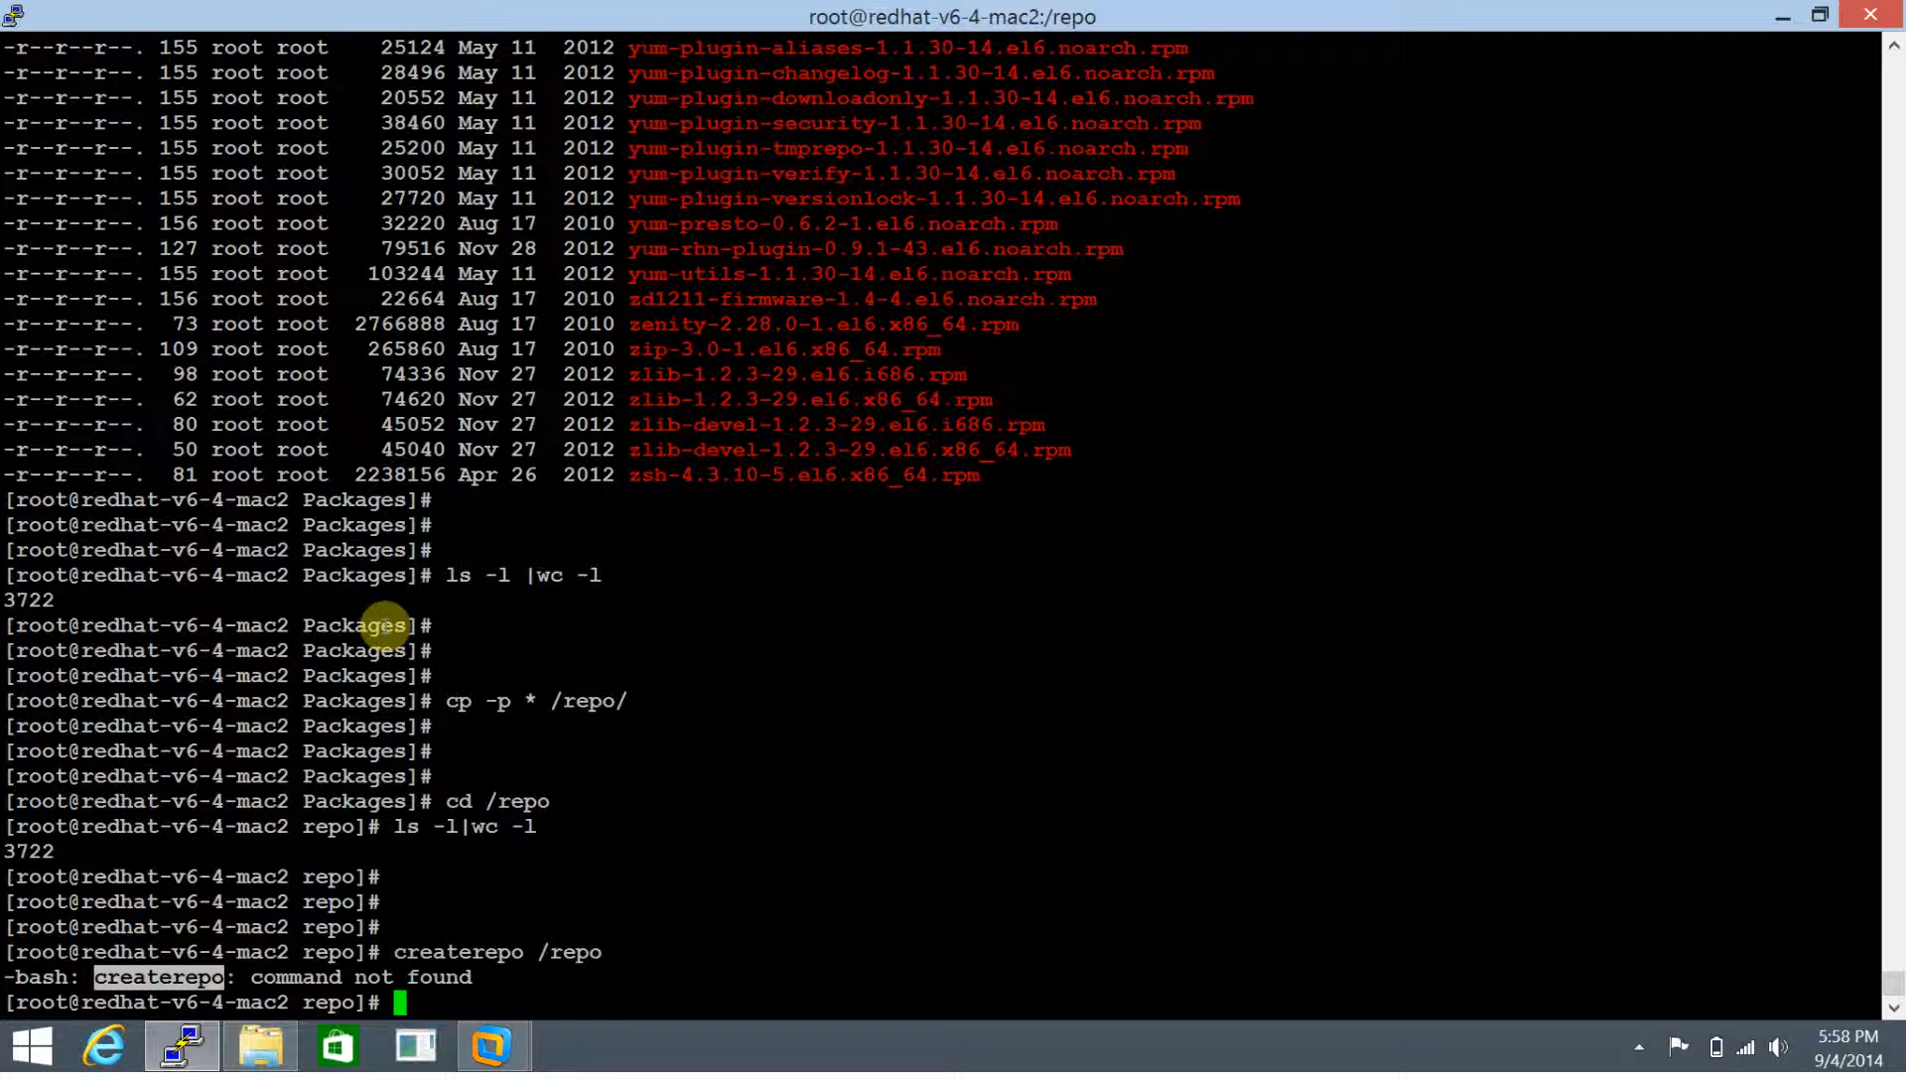 root@redhat-v6-4-mac2:/repo
-r--r--r--. 155 root root 25124 May 11 2012 yum-plugin-aliases-1.1.30-14.el6.noarch.rpm
-r--r--r--. 155 root root 28496 May 11 2012 yum-plugin-changelog-1.1.30-14.el6.noarch.rpm
-r--r--r--. 155 root root 20552 May 11 2012 yum-plugin-downloadonly-1.1.30-14.el6.noarch.rpm
-r--r--r--. 155 root root 38460 May 11 2012 yum-plugin-security-1.1.30-14.el6.noarch.rpm
-r--r--r--. 155 root root 25200 May 11 2012 yum-plugin-tmprepo-1.1.30-14.el6.noarch.rpm
-r--r--r--. 155 root root 30052 May 11 2012 yum-plugin-verify-1.1.30-14.el6.noarch.rpm
-r--r--r--. 155 root root 27720 May 11 2012 yum-plugin-versionlock-1.1.30-14.el6.noarch.rpm
-r--r--r--. 156 root root 32220 Aug 17 2010 yum-presto-0.6.2-1.el6.noarch.rpm
-r--r--r--. 127 root root 79516 Nov 28 2012 yum-rhn-plugin-0.9.1-43.el6.noarch.rpm
-r--r--r--. 155 root root 103244 May 11 2012 yum-utils-1.1.30-14.el6.noarch.rpm
-r--r--r--. 156 root root 22664 Aug 17 2010 zd1211-firmware-1.4-4.el6.noarch.rpm
-r--r--r--. 73 root root 2766888 Aug 17 2010 zenity-2.28.0-1.el6.x86_64.rpm
-r--r--r--. 109 root root 265860 Aug 17 2010 zip-3.0-1.el6.x86_64.rpm
-r--r--r--. 98 root root 74336 Nov 27 2012 zlib-1.2.3-29.el6.i686.rpm
-r--r--r--. 62 root root 74620 Nov 27 2012 zlib-1.2.3-29.el6.x86_64.rpm
-r--r--r--. 80 root root 45052 Nov 27 2012 zlib-devel-1.2.3-29.el6.i686.rpm
-r--r--r--. 50 root root 45040 Nov 27 2012 zlib-devel-1.2.3-29.el6.x86_64.rpm
-r--r--r--. 81 root root 2238156 Apr 26 2012 zsh-4.3.10-5.el6.x86_64.rpm
[root@redhat-v6-4-mac2 Packages]#
[root@redhat-v6-4-mac2 Packages]#
[root@redhat-v6-4-mac2 Packages]#
[root@redhat-v6-4-mac2 Packages]# ls -l |wc -l
3722
[root@redhat-v6-4-mac2 Packages]#
[root@redhat-v6-4-mac2 Packages]#
[root@redhat-v6-4-mac2 Packages]#
[root@redhat-v6-4-mac2 Packages]# cp -p * /repo/
[root@redhat-v6-4-mac2 Packages]#
[root@redhat-v6-4-mac2 Packages]#
[root@redhat-v6-4-mac2 Packages]#
[root@redhat-v6-4-mac2 Packages]# cd /repo
[root@redhat-v6-4-mac2 repo]# ls -l|wc -l
3722
[root@redhat-v6-4-mac2 repo]#
[root@redhat-v6-4-mac2 repo]#
[root@redhat-v6-4-mac2 repo]#
[root@redhat-v6-4-mac2 repo]# createrepo /repo
-bash: createrepo: command not found
[root@redhat-v6-4-mac2 repo]#
5:58 PM
9/4/2014